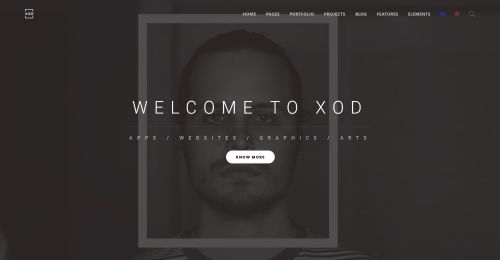 XOD
HOME PAGES PORTFOLIO PROJECTS BLOG FEATURES ELEMENTS
WELCOME TO XOD
APPS / WEBSITES / GRAPHICS / ARTS
KNOW MORE